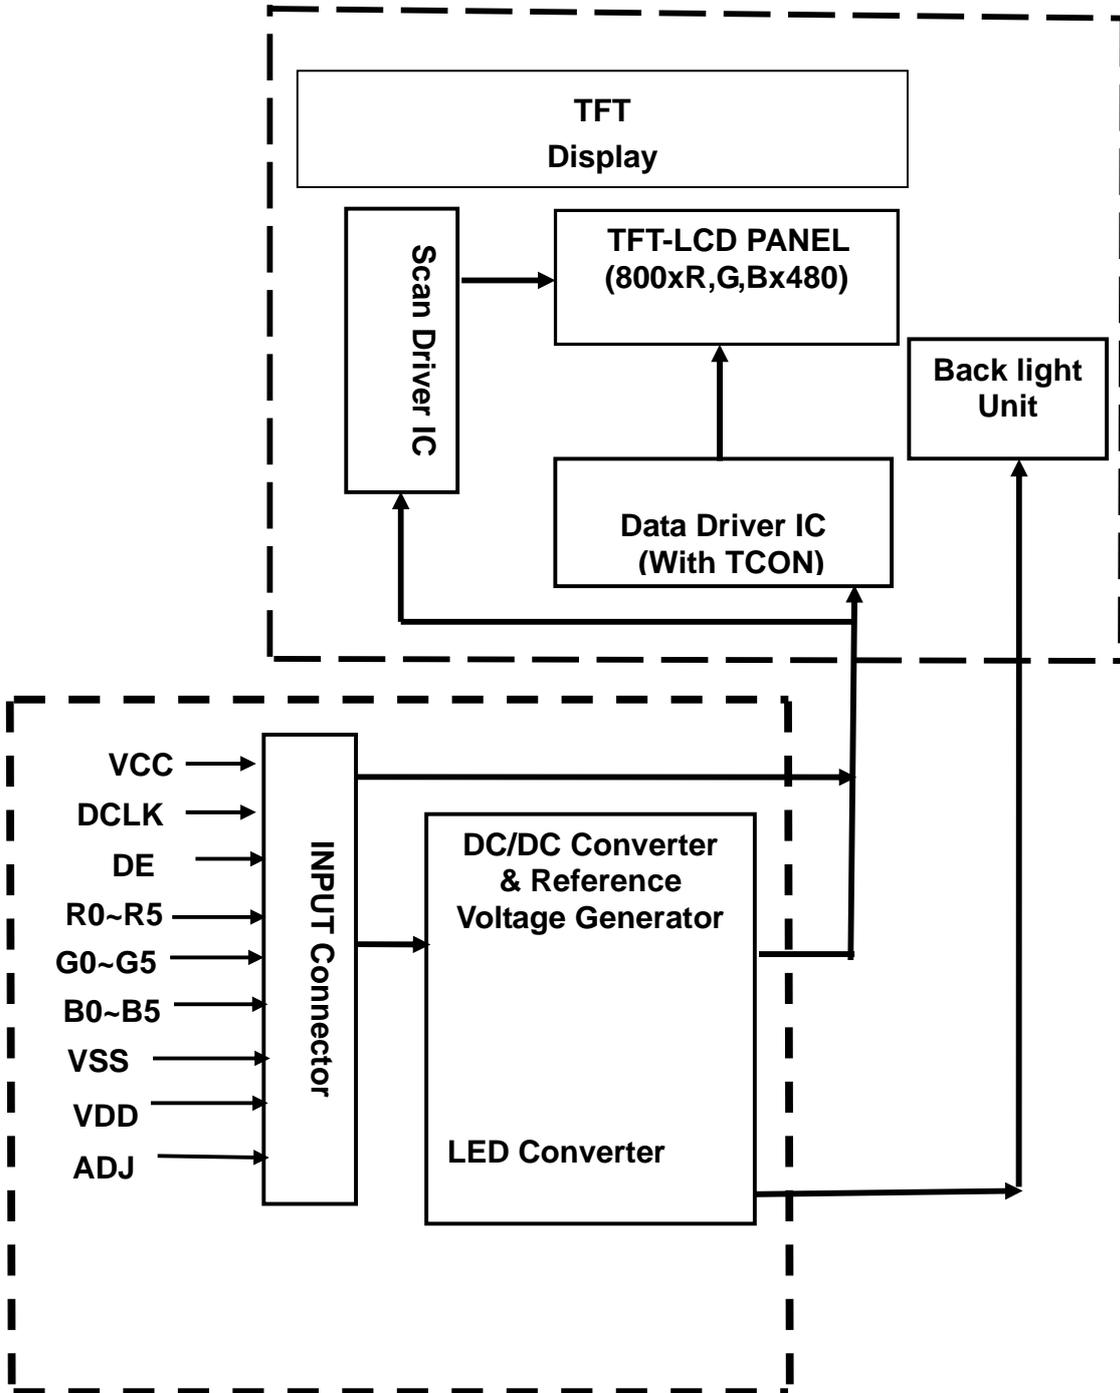 TFT
Display
Scan Driver IC
TFT-LCD PANEL
(800xR,G,Bx480)
Back light
Unit
Data Driver IC
(With TCON)
VCC
DCLK
DE
R0~R5
G0~G5
B0~B5
VSS
VDD
ADJ
INPUT Connector
DC/DC Converter
& Reference
Voltage Generator
LED Converter